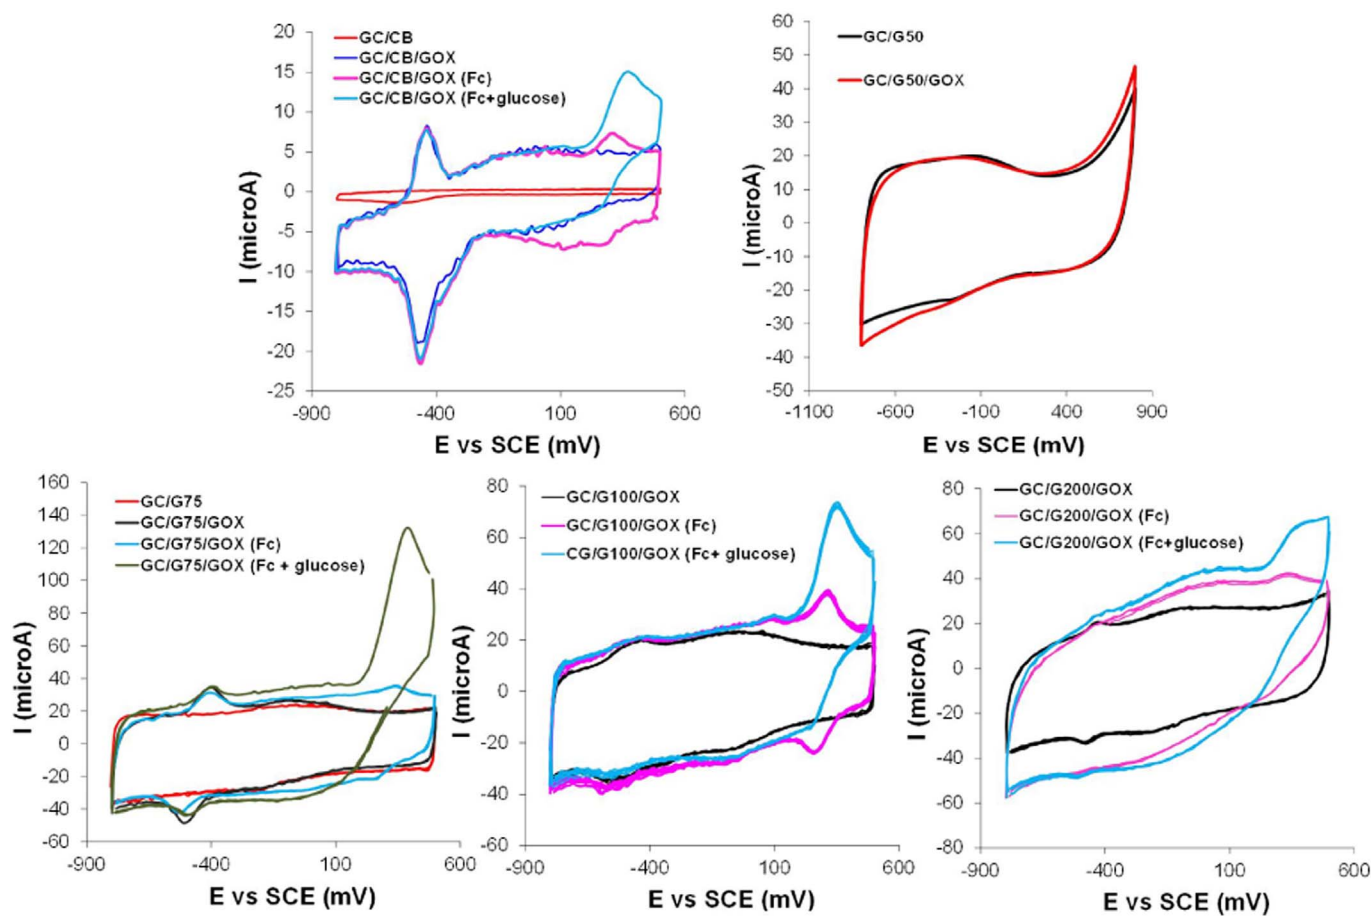 GC/CB
GC/CB/GOX
GC/CB/GOX (Fc)
GC/CB/GOX (Fc+glucose)
20
15
10
5
0
-5
-10
-15
-20
-25
I (microA)
-900 -400 100 600
E vs SCE (mV)
GC/G50
GC/G50/GOX
60
50
40
30
20
10
0
-10
-20
-30
-40
-50
I (microA)
-1100 -600 -100 400 900
E vs SCE (mV)
GC/G75
GC/G75/GOX
GC/G75/GOX (Fc)
GC/G75/GOX (Fc + glucose)
160
140
120
100
80
60
40
20
0
-20
-40
-60
I (microA)
-900 -400 100 600
E vs SCE (mV)
GC/G100/GOX
GC/G100/GOX (Fc)
CG/G100/GOX (Fc+ glucose)
80
60
40
20
0
-20
-40
-60
I (microA)
-900 -400 100 600
E vs SCE (mV)
GC/G200/GOX
GC/G200/GOX (Fc)
GC/G200/GOX (Fc+glucose)
80
60
40
20
0
-20
-40
-60
-80
I (microA)
-900 -400 100 600
E vs SCE (mV)